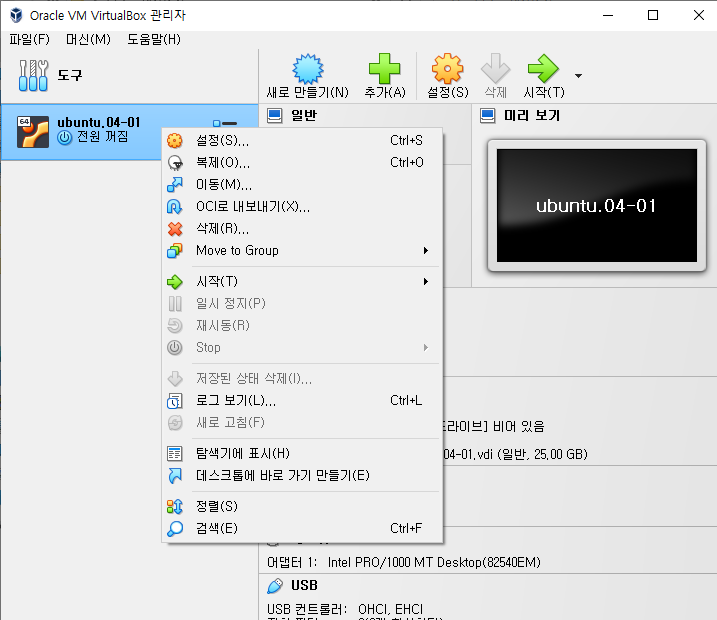 Oracle VM VirtualBox 관리자
파일(F) 머신(M) 도움말(H)
도구
새로 만들기(N) 추가(A) 설정(S) 삭제 시작(T)
64
ubuntu.04-01
전원 꺼짐
일반
미리 보기
ubuntu.04-01
설정(S)... Ctrl+S
복제(O)... Ctrl+O
이동(M)...
OCI로 내보내기(X)...
삭제(R)...
Move to Group
시작(T)
일시 정지(P)
재시동(R)
Stop
저장된 상태 삭제(I)...
로그 보기(L)... Ctrl+L
새로 고침(F)
탐색기에 표시(H)
데스크톱에 바로 가기 만들기(E)
정렬(S)
검색(E) Ctrl+F
드라이브] 비어 있음
04-01.vdi (일반, 25.00 GB)
어댑터 1: Intel PRO/1000 MT Desktop(82540EM)
USB
USB 컨트롤러: OHCI, EHCI